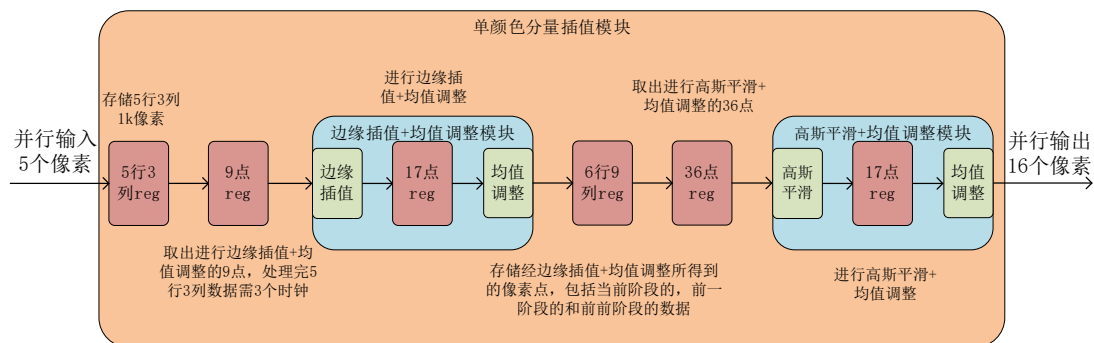 单颜色分量插值模块
并行输入
5个像素
存储5行3列
1k像素
5行3
列reg
9点
reg
取出进行边缘插值+均
值调整的9点，处理完5
行3列数据需3个时钟
进行边缘插
值+均值调整
边缘插值+均值调整模块
边缘
插值
17点
reg
均值
调整
6行9
列reg
存储经边缘插值+均值调整所得到
的像素点，包括当前阶段的，前一
阶段的和前前阶段的数据
取出进行高斯平滑+
均值调整的36点
36点
reg
高斯平滑+均值调整模块
高斯
平滑
17点
reg
均值
调整
进行高斯平滑+
均值调整
并行输出
16个像素